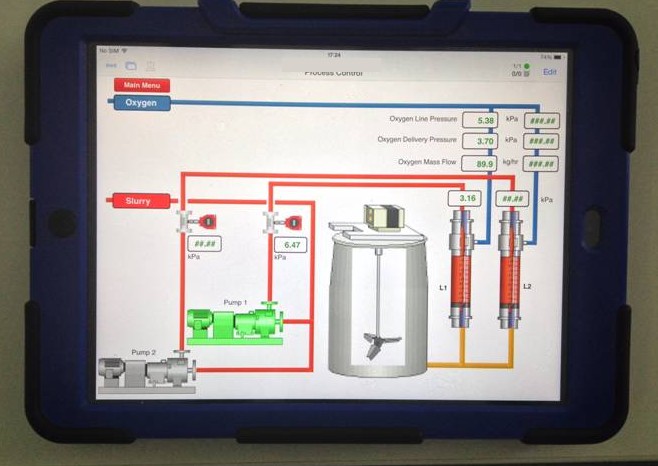 No SIM
17:24
74%
1/1
0/0
Edit
Process Control
Main Menu
Oxygen
Oxygen Line Pressure 5.38 kPa ###.##
Oxygen Delivery Pressure 3.70 kPa ###.##
Oxygen Mass Flow 89.9 kg/hr ###.##
Slurry
3.16 ##.## kPa
##.## 6.47
kPa kPa
L1 L2
Pump 1
Pump 2